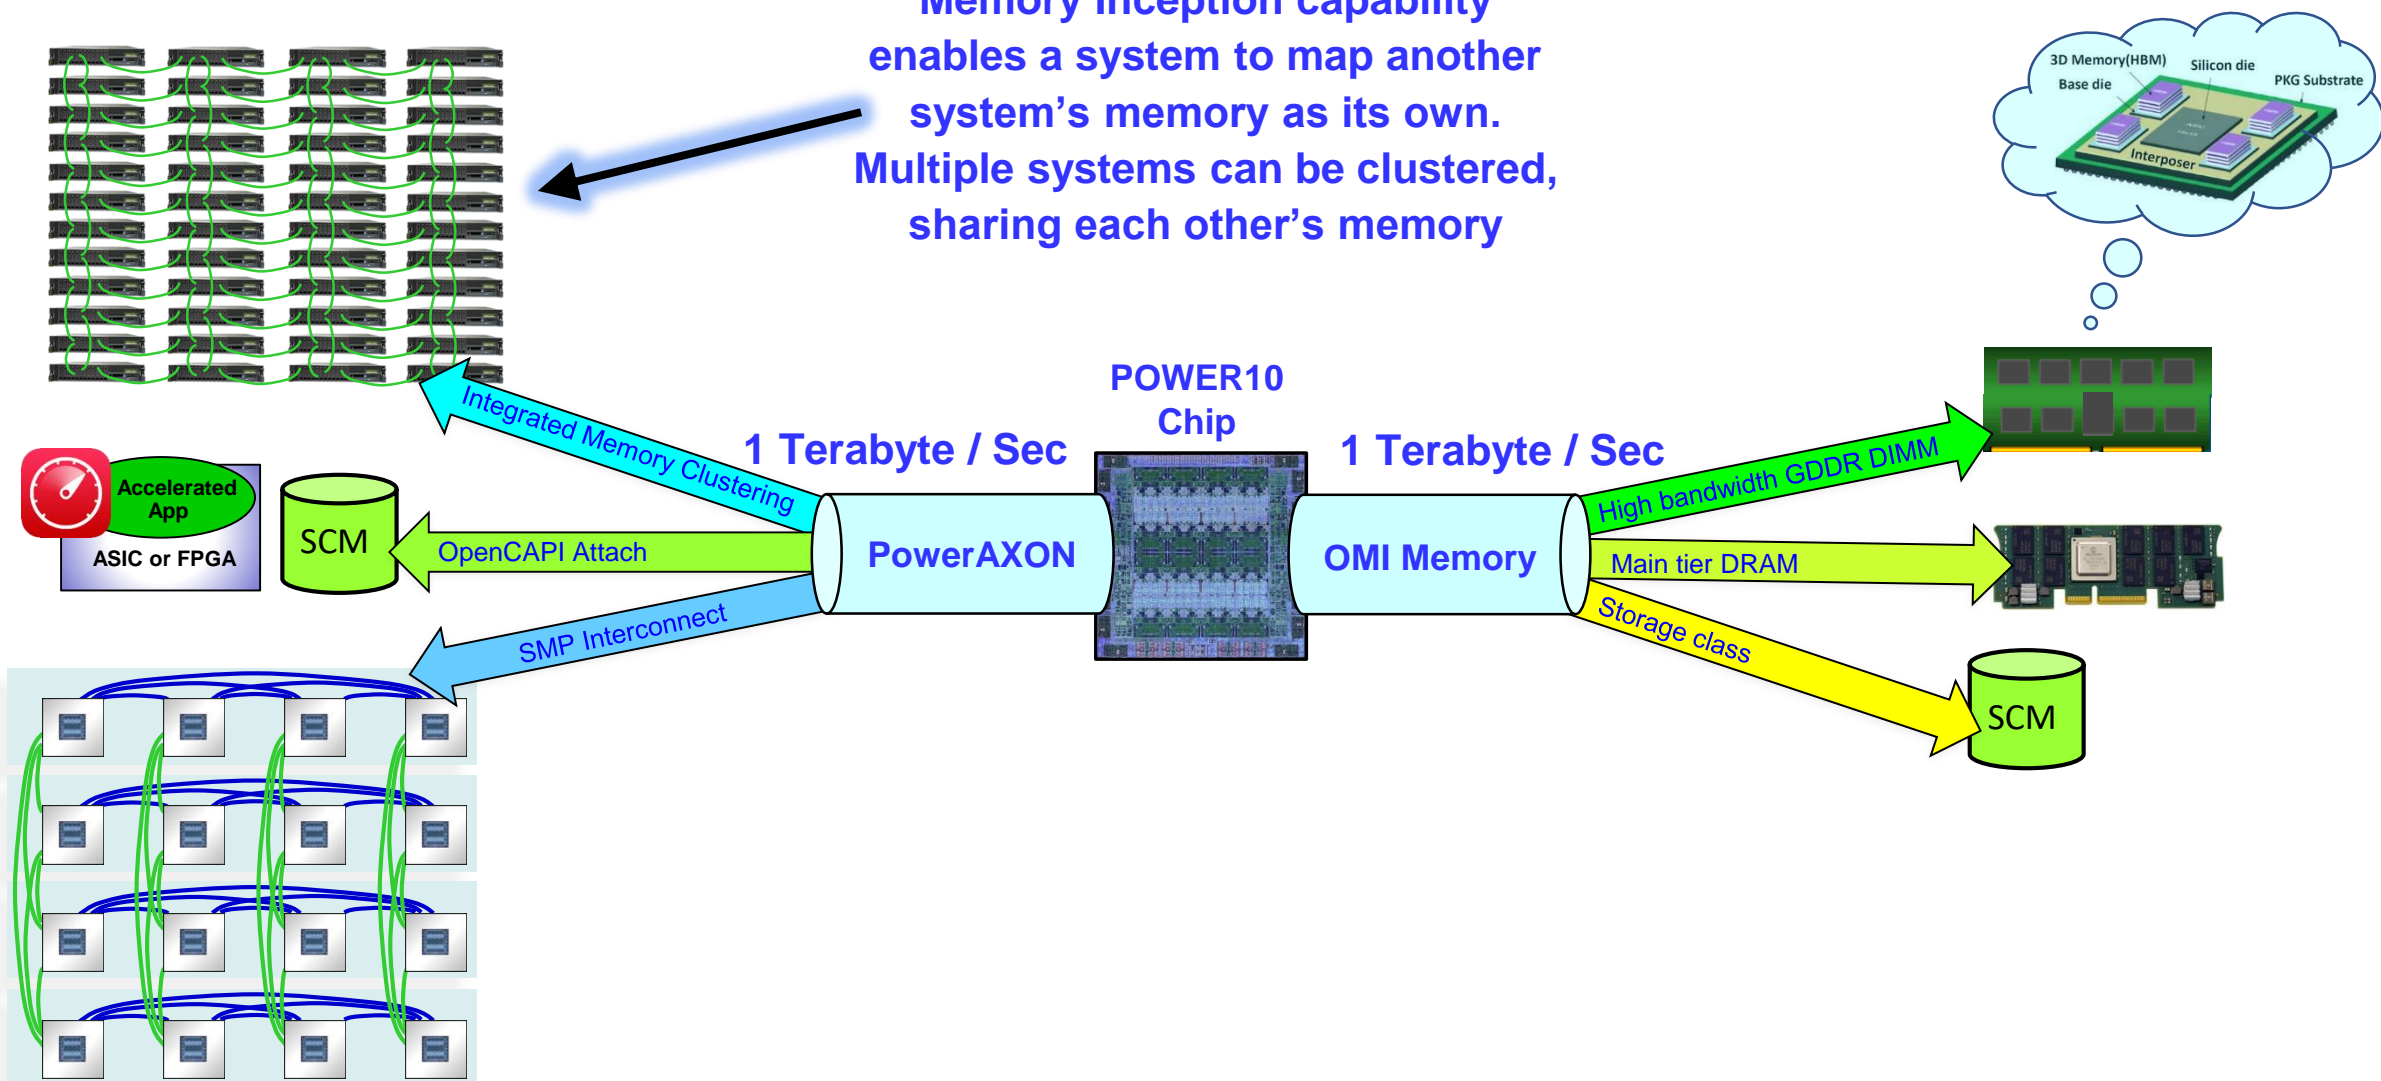 Memory inception capability
enables a system to map another
system's memory as its own.
Multiple systems can be clustered,
sharing each other's memory
3D Memory(HBM)
Silicon die
Base die
PKG Substrate
Interposer
POWER10
Chip
1 Terabyte / Sec
1 Terabyte / Sec
Integrated Memory Clustering
High bandwidth GDDR DIMM
Accelerated
App
ASIC or FPGA
SCM
OpenCAPI Attach
PowerAXON
OMI Memory
Main tier DRAM
SMP Interconnect
Storage class
SCM